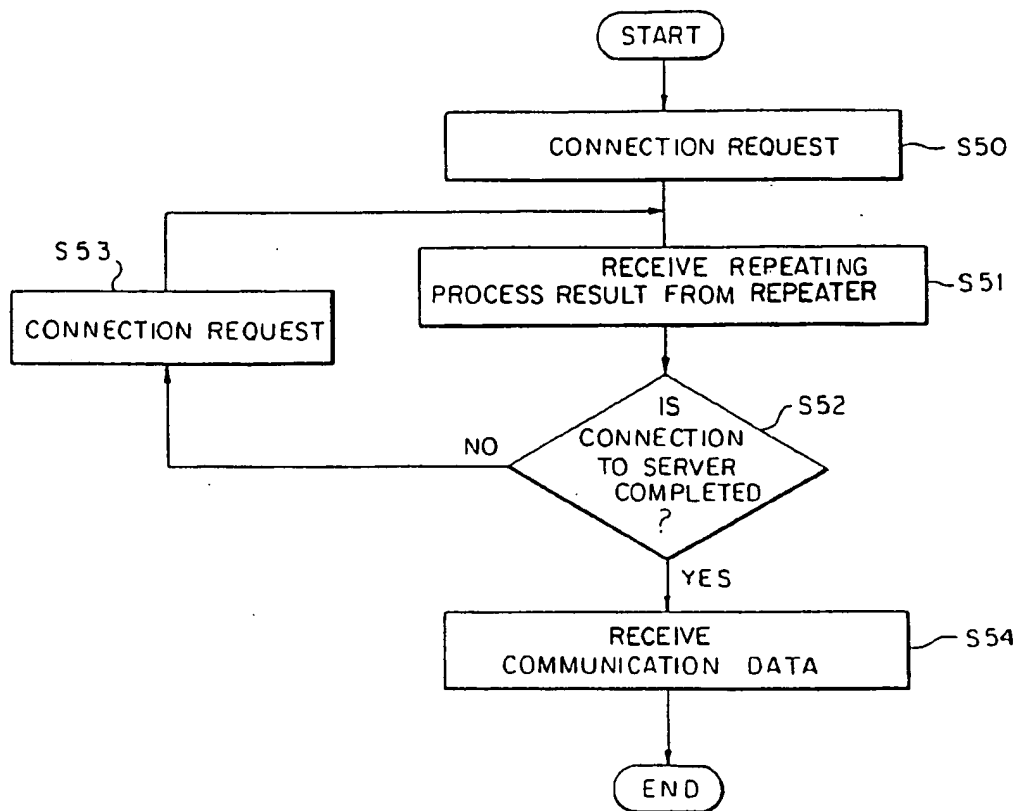 START
CONNECTION REQUEST
S50
S53
CONNECTION REQUEST
RECEIVE REPEATING
PROCESS RESULT FROM REPEATER
S51
IS
CONNECTION
TO SERVER
COMPLETED
?
S52
NO
YES
RECEIVE
COMMUNICATION DATA
S54
END